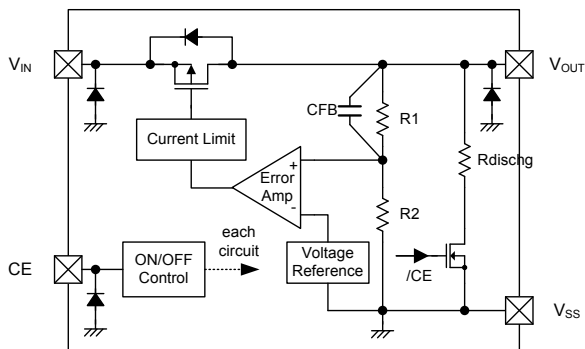 VIN
VOUT
CFB
R1
Current Limit
Rdischg
+
Error
Amp
-
R2
each
circuit
CE
ON/OFF
Control
Voltage
Reference
/CE
VSS